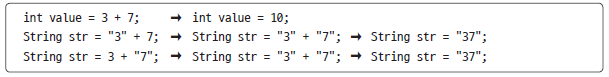 int value = 3 + 7; → int value = 10;
String str = "3" + 7; → String str = "3" + "7"; → String str = "37";
String str = 3 + "7"; → String str = "3" + "7"; → String str = "37";